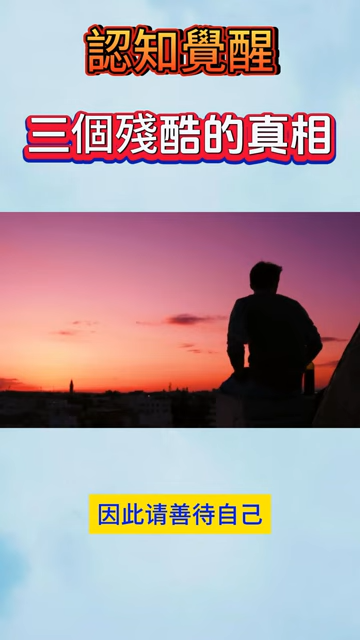 認知覺醒
三個殘酷的真相
因此请善待自己